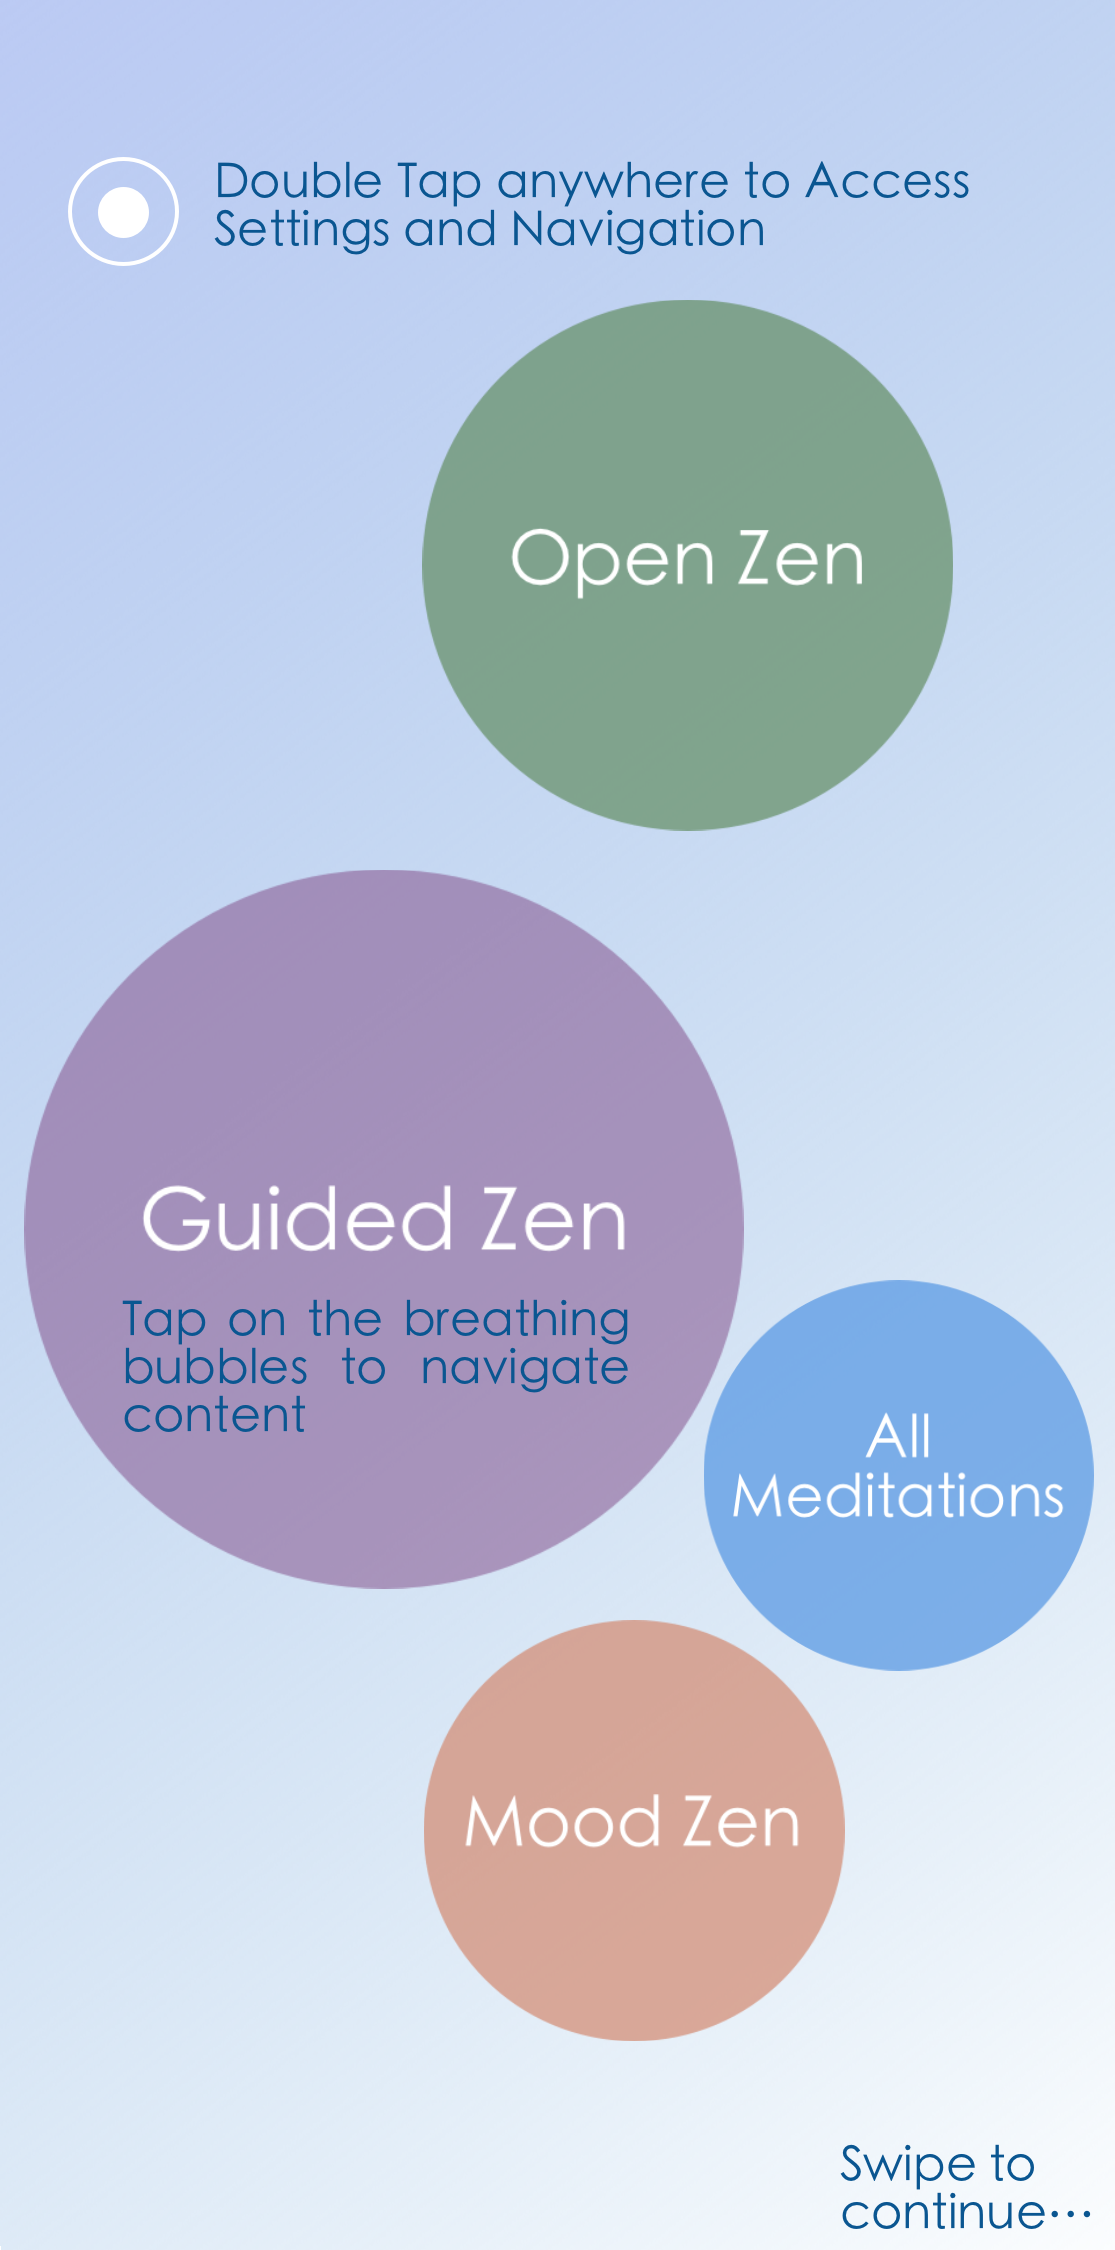 Double Tap anywhere to Access
Settings and Navigation
Open Zen
Guided Zen
Tap on the breathing
bubbles to navigate
content
All
Meditations
Mood Zen
Swipe to
continue...